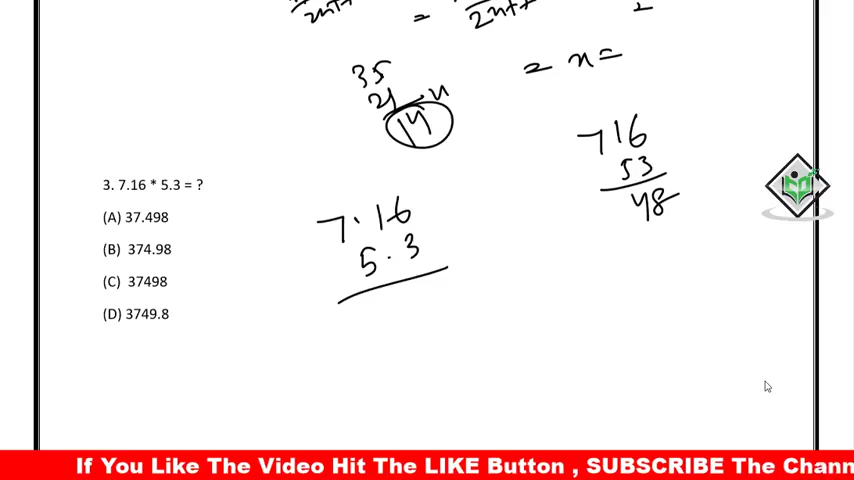 = 
35
21 x
14
= x =
716
53
48
3. 7.16 * 5.3 = ?
(A) 37.498
(B) 374.98
(C) 37498
(D) 3749.8
7.16
5.3
If You Like The Video Hit The LIKE Button , SUBSCRIBE The Chann